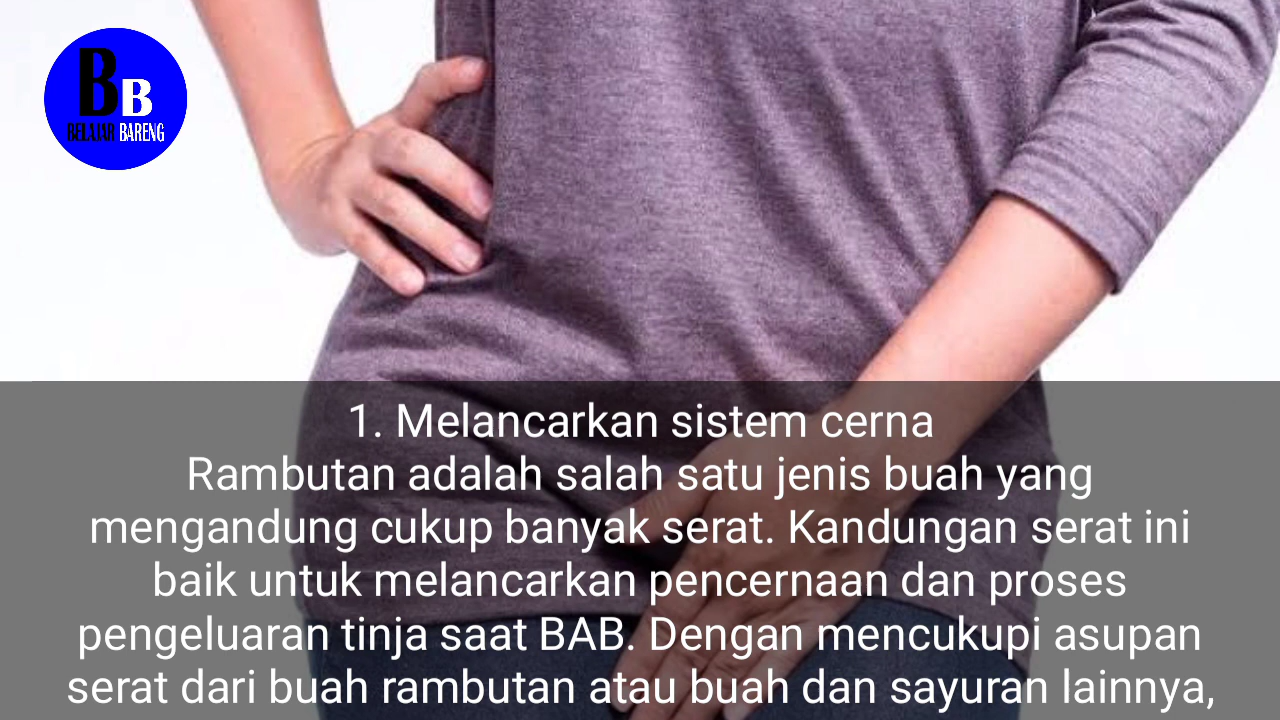 BB
BELAJAR BARENG
1. Melancarkan sistem cerna
Rambutan adalah salah satu jenis buah yang
mengandung cukup banyak serat. Kandungan serat ini
baik untuk melancarkan pencernaan dan proses
pengeluaran tinja saat BAB. Dengan mencukupi asupan
serat dari buah rambutan atau buah dan sayuran lainnya,